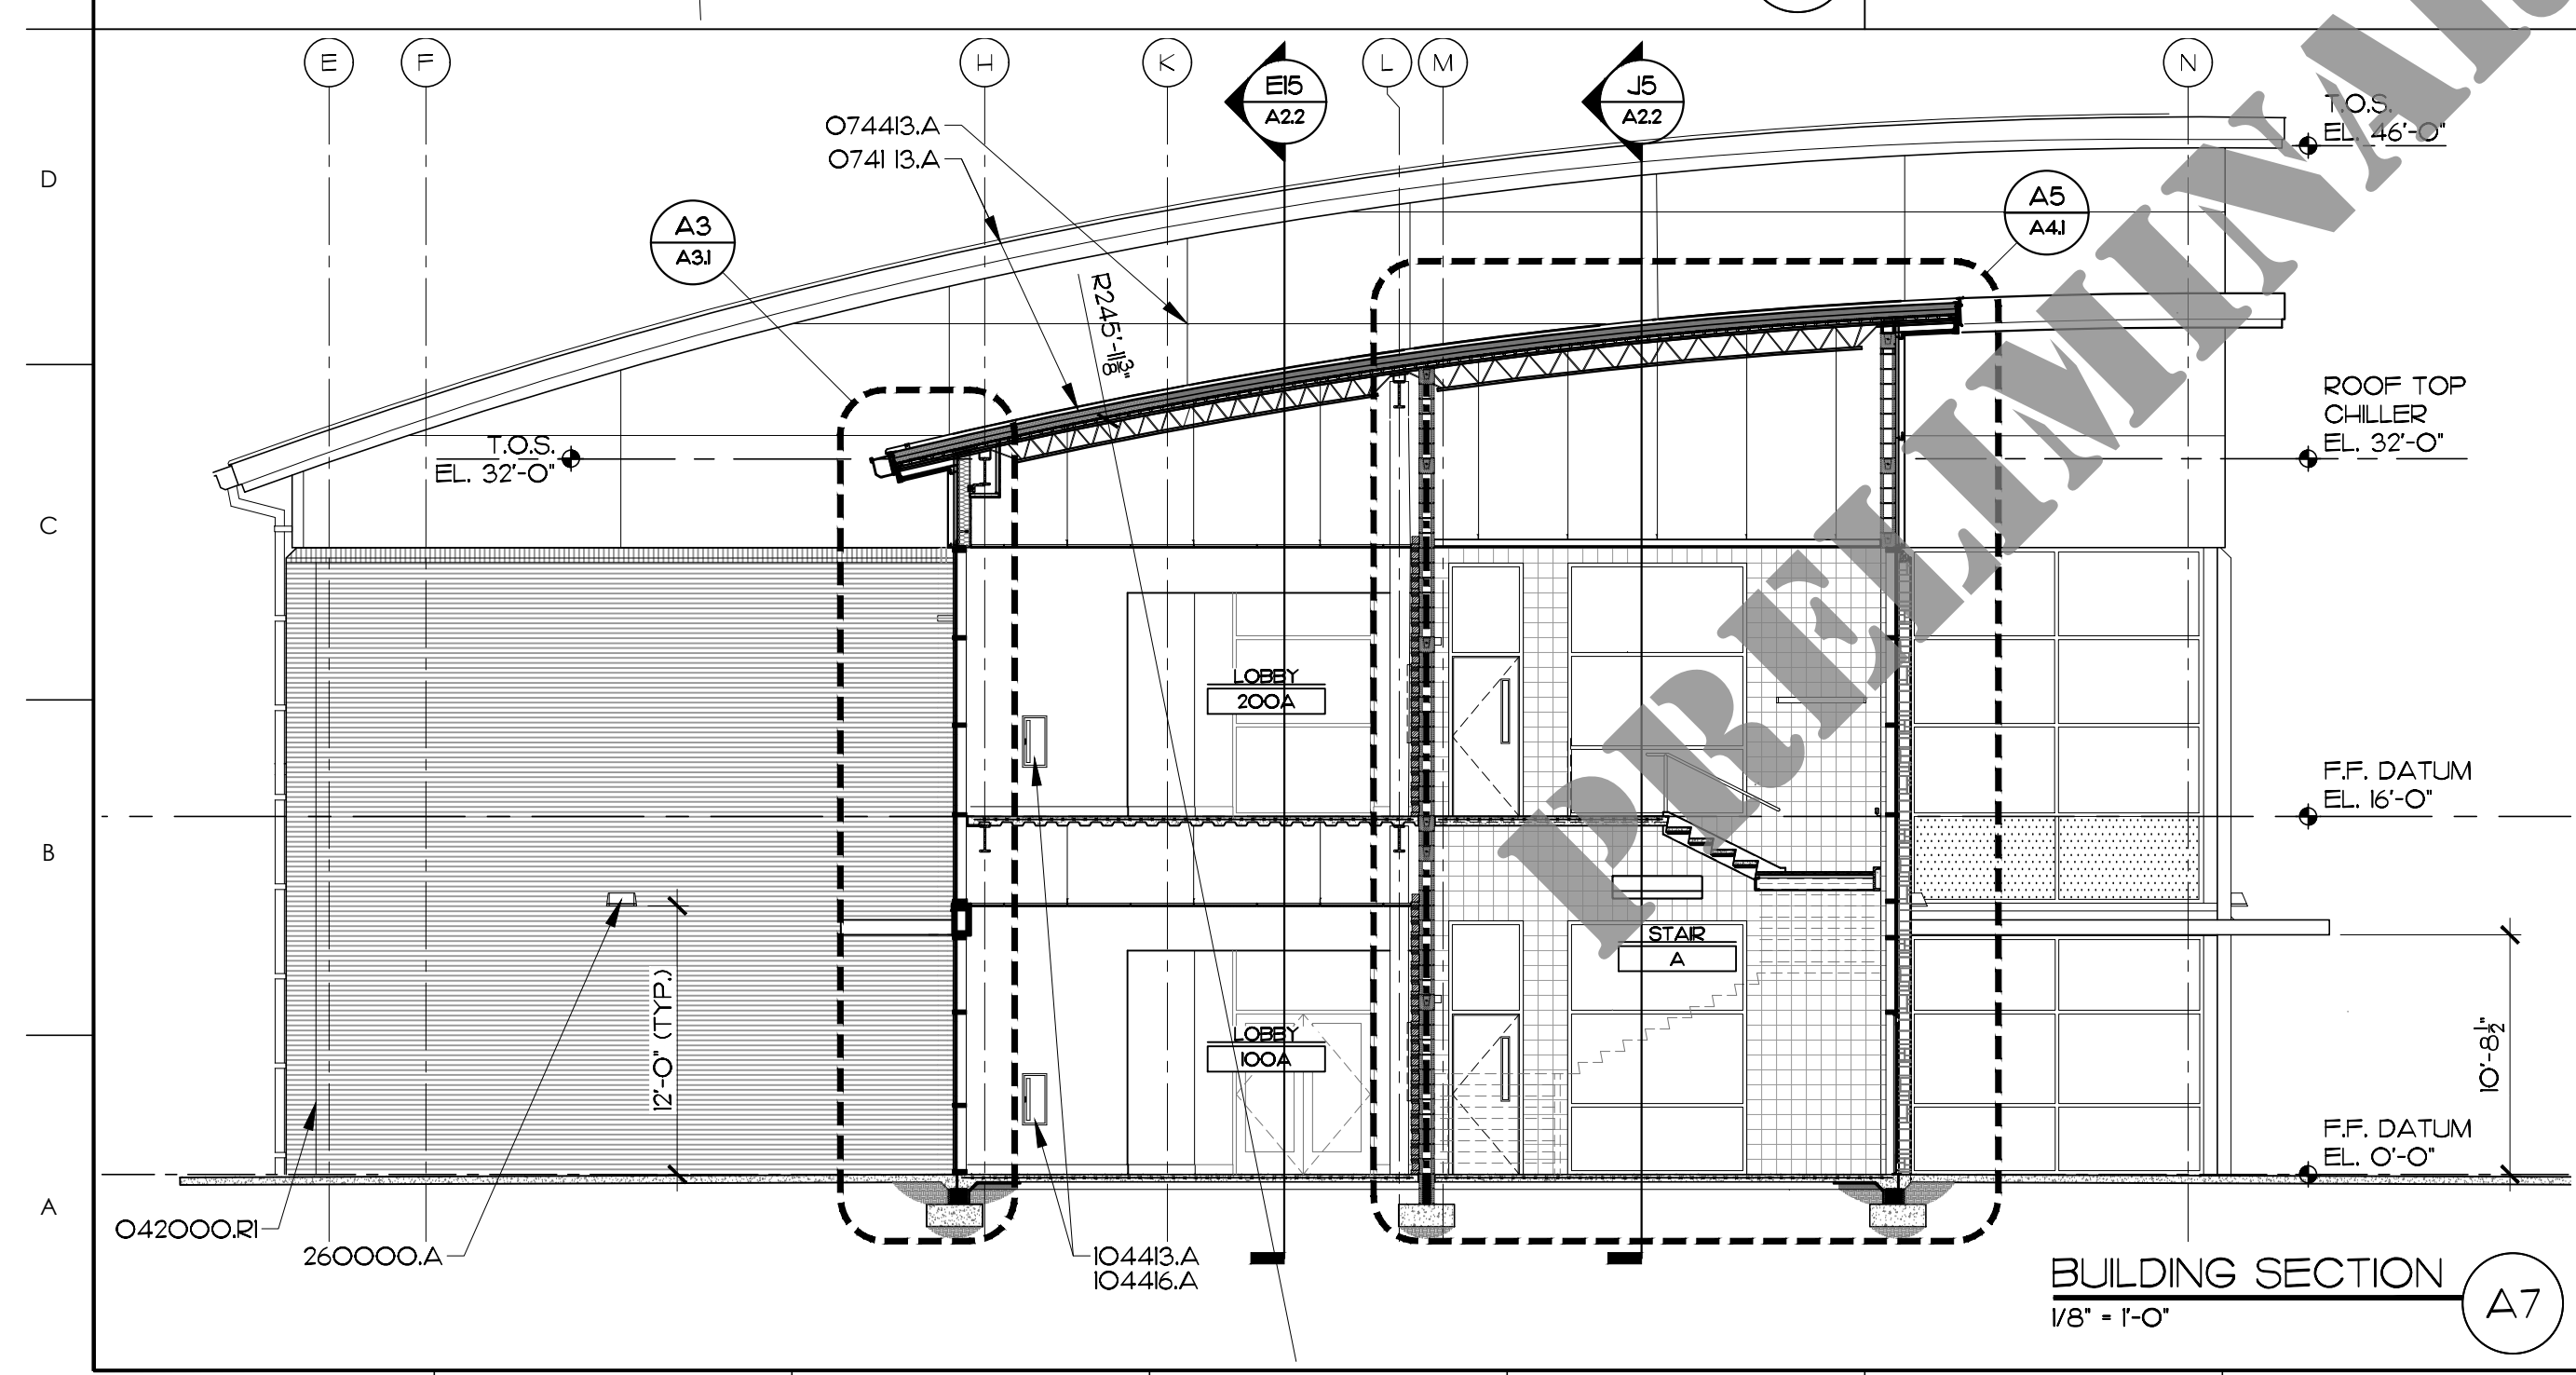 E
F
H
K
E15
A2.2
L
M
J5
A2.2
N
T.O.S.
EL. 46'-0"
074413.A
074113.A
D
A3
A3.1
A5
A4.1
R245'-11 3/8"
ROOF TOP
CHILLER
EL. 32'-0"
T.O.S.
EL. 32'-0"
C
LOBBY
200A
F.F. DATUM
EL. 16'-0"
B
STAIR
A
LOBBY
100A
12'-0" (TYP.)
10'-8 1/2"
F.F. DATUM
EL. 0'-0"
A
042000.R1
260000.A
104413.A
104416.A
BUILDING SECTION
1/8" = 1'-0"
A7